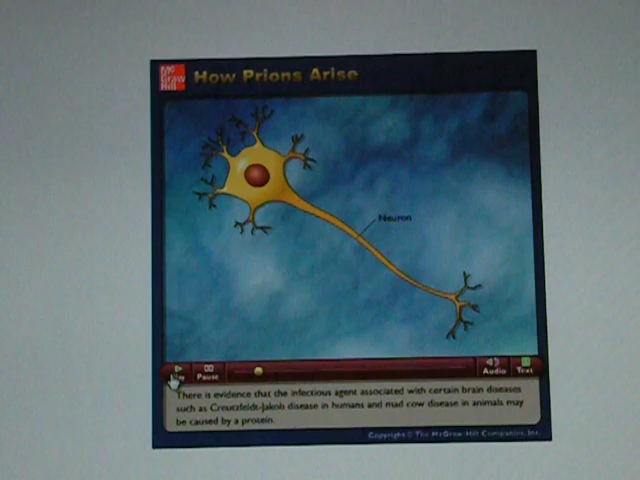 Mc
Graw
Hill
How Prions Arise
Neuron
Play
Pause
Audio
Text
There is evidence that the infectious agent associated with certain brain diseases
such as Creutzfeldt-Jakob disease in humans and mad cow disease in animals may
be caused by a protein.
Copyright © The McGraw Hill Companies, Inc.